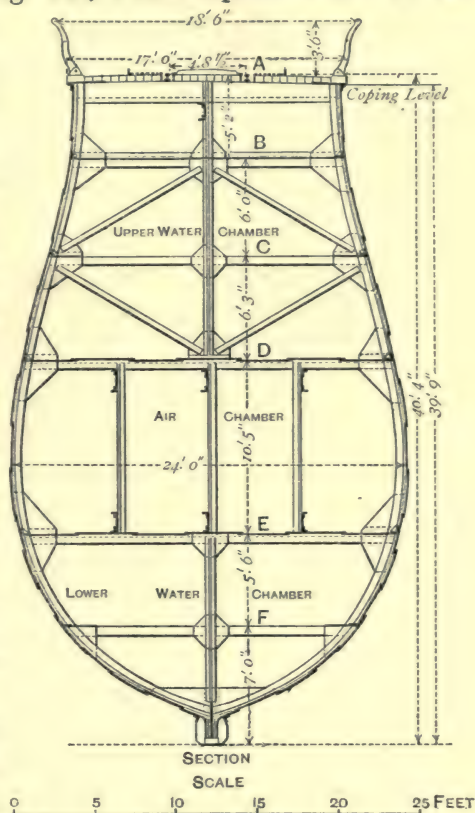 18'. 6"
17'. 0" 4'. 8½" A 3'. 6"
Coping Level
5'. 2"
B
6'. 0"
UPPER WATER CHAMBER
C
6'. 3"
D
40'. 4"
39'. 9"
AIR CHAMBER
10'. 5"
24'. 0"
E
5'. 6"
LOWER WATER CHAMBER
F
7'. 0"
SECTION
SCALE
0 5 10 15 20 25 FEET